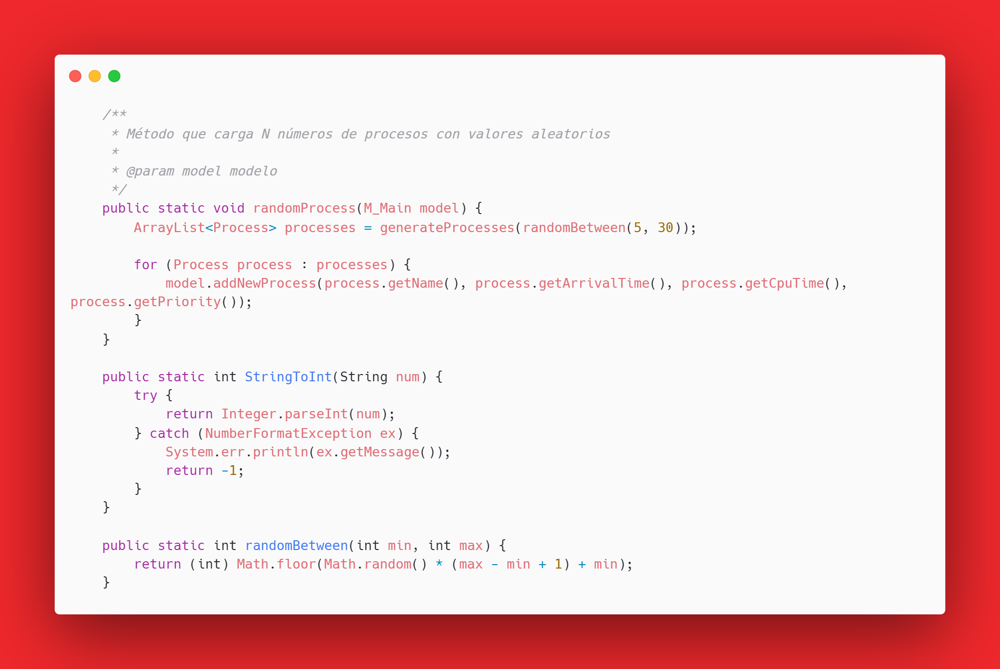 /**
* Método que carga N números de procesos con valores aleatorios
*
* @param model modelo
*/
public static void randomProcess(M_Main model) {
ArrayList<Process> processes = generateProcesses(randomBetween(5, 30));
for (Process process : processes) {
model.addNewProcess(process.getName(), process.getArrivalTime(), process.getCpuTime(),
process.getPriority());
}
}
public static int StringToInt(String num) {
try {
return Integer.parseInt(num);
} catch (NumberFormatException ex) {
System.err.println(ex.getMessage());
return -1;
}
}
public static int randomBetween(int min, int max) {
return (int) Math.floor(Math.random() * (max - min + 1) + min);
}